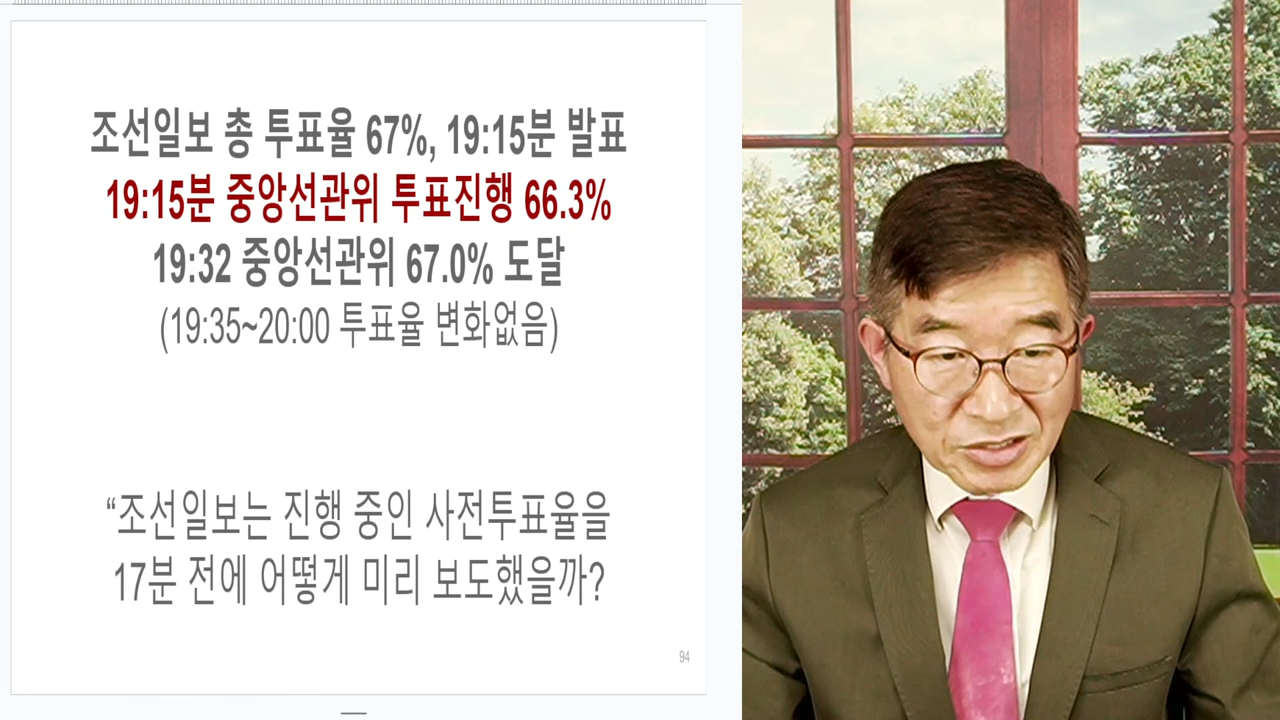 조선일보 총 투표율 67%, 19:15분 발표
19:15분 중앙선관위 투표진행 66.3%
19:32 중앙선관위 67.0% 도달
(19:35~20:00 투표율 변화없음)
“조선일보는 진행 중인 사전투표율을
17분 전에 어떻게 미리 보도했을까?
94